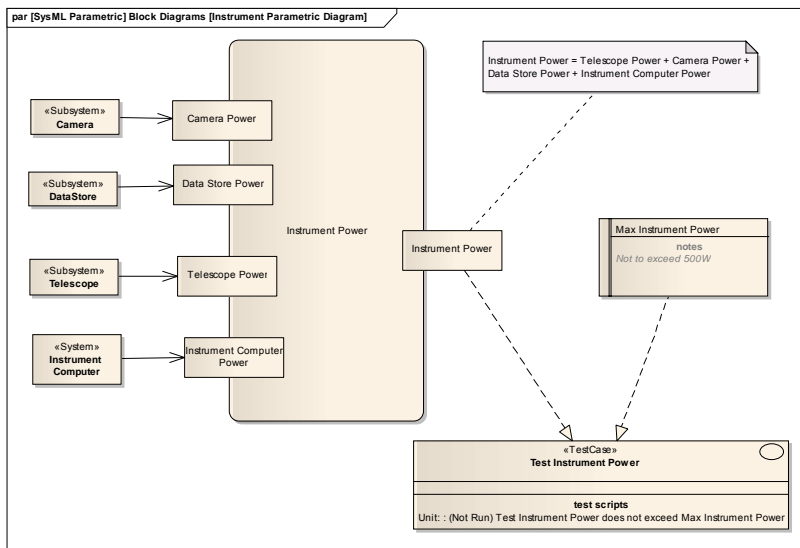 par [SysML Parametric] Block Diagrams [Instrument Parametric Diagram]
Instrument Power = Telescope Power + Camera Power +
Data Store Power + Instrument Computer Power
«Subsystem»
Camera
Camera Power
«Subsystem»
DataStore
Data Store Power
Instrument Power
Instrument Power
Max Instrument Power
notes
Not to exceed 500W
«Subsystem»
Telescope
Telescope Power
«System»
Instrument
Computer
Instrument Computer
Power
«TestCase»
Test Instrument Power
test scripts
Unit: : (Not Run) Test Instrument Power does not exceed Max Instrument Power